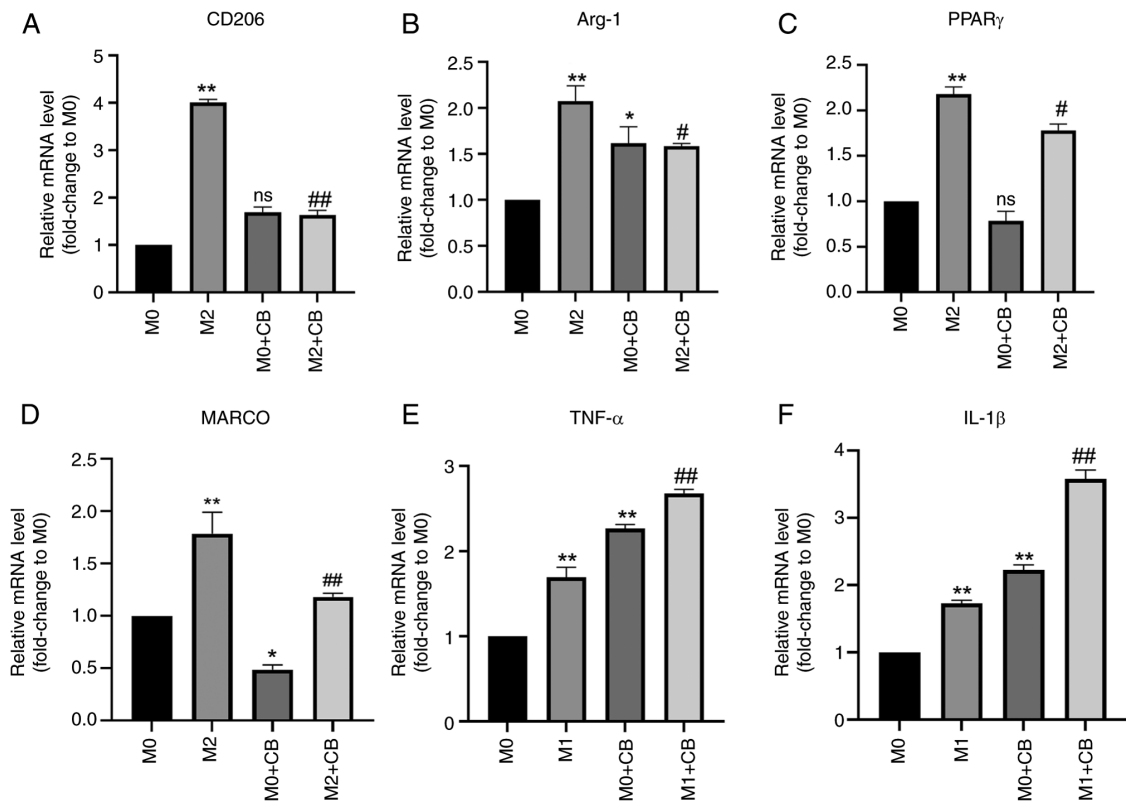 A
CD206
Relative mRNA level
(fold-change to M0)
5
4
3
2
1
0
**
ns
##
M0
M2
M0+CB
M2+CB
B
Arg-1
Relative mRNA level
(fold-change to M0)
2.5
2.0
1.5
1.0
0.5
0.0
**
*
#
M0
M2
M0+CB
M2+CB
C
PPARγ
Relative mRNA level
(fold-change to M0)
2.5
2.0
1.5
1.0
0.5
0.0
**
ns
#
M0
M2
M0+CB
M2+CB
D
MARCO
Relative mRNA level
(fold-change to M0)
2.5
2.0
1.5
1.0
0.5
0.0
**
*
##
M0
M2
M0+CB
M2+CB
E
TNF-α
Relative mRNA level
(fold-change to M0)
3
2
1
0
**
**
##
M0
M1
M0+CB
M1+CB
F
IL-1β
Relative mRNA level
(fold-change to M0)
4
3
2
1
0
**
**
##
M0
M1
M0+CB
M1+CB